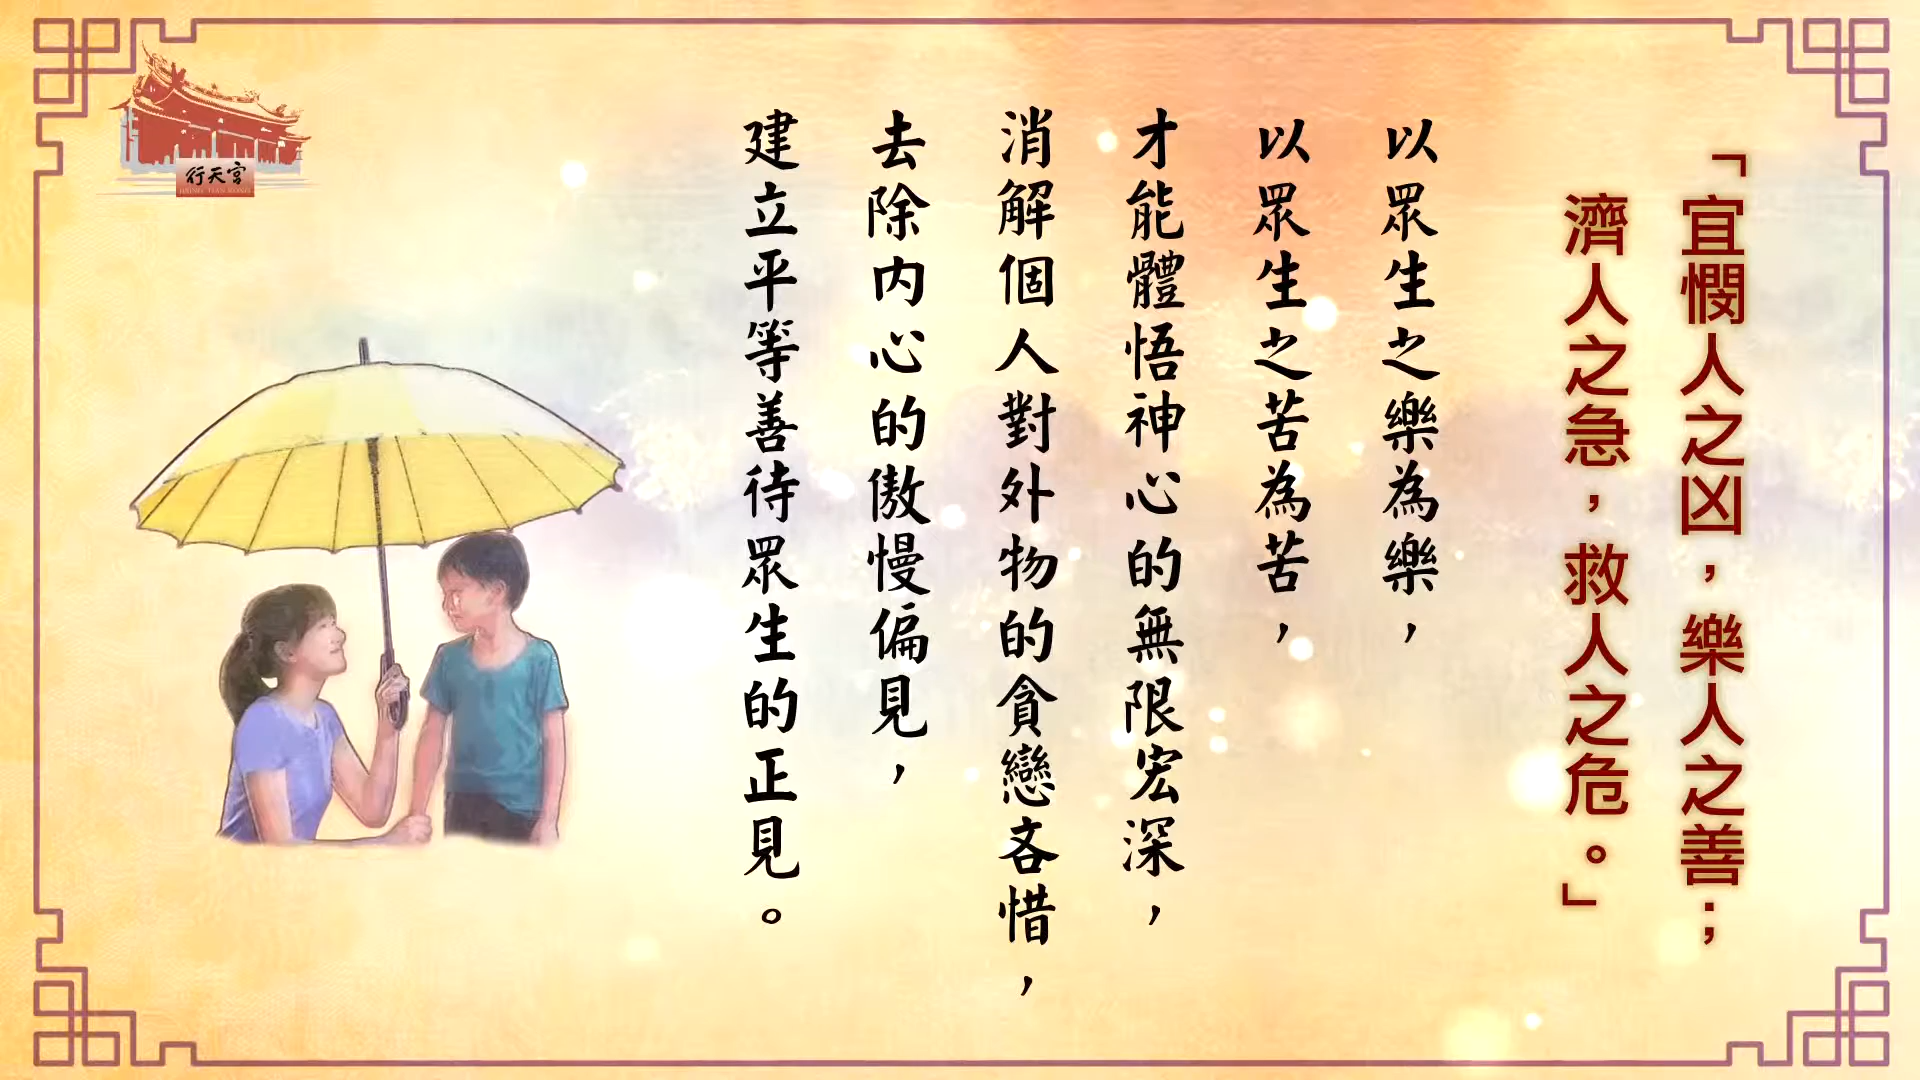 「宜憫人之凶，樂人之善；
濟人之急，救人之危。」
以眾生之樂為樂，
以眾生之苦為苦，
才能體悟神心的無限宏深，
消解個人對外物的貪戀吝惜，
去除內心的傲慢偏見，
建立平等善待眾生的正見。
行天宮
HSING TIAN KONG